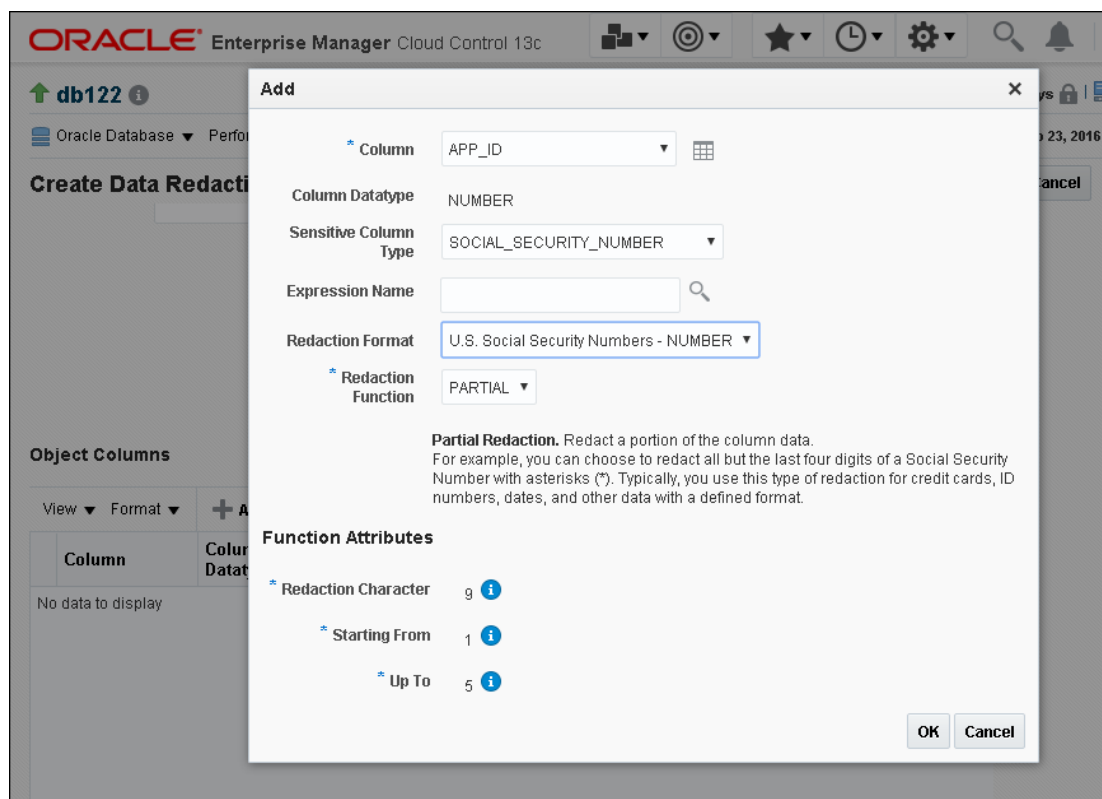 ORACLE Enterprise Manager Cloud Control 13c
db122
ys
Oracle Database
23, 2016
Create Data Redacti
ancel
Add
* Column APP_ID
Column Datatype NUMBER
Sensitive Column Type SOCIAL_SECURITY_NUMBER
Expression Name
Redaction Format U.S. Social Security Numbers - NUMBER
* Redaction Function PARTIAL
Partial Redaction. Redact a portion of the column data.
For example, you can choose to redact all but the last four digits of a Social Security
Number with asterisks (*). Typically, you use this type of redaction for credit cards, ID
numbers, dates, and other data with a defined format.
Object Columns
View Format
Function Attributes
Column
No data to display
* Redaction Character 9
* Starting From 1
* Up To 5
OK Cancel